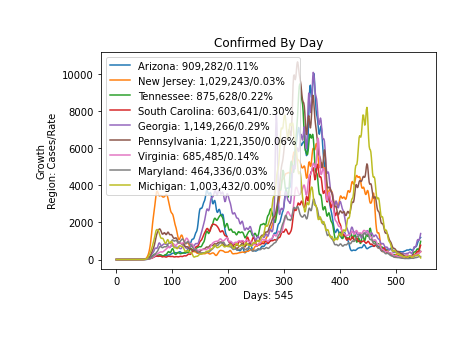 Confirmed By Day
10000
8000
6000
4000
2000
0
Growth
Region: Cases/Rate
Arizona: 909,282/0.11%
New Jersey: 1,029,243/0.03%
Tennessee: 875,628/0.22%
South Carolina: 603,641/0.30%
Georgia: 1,149,266/0.29%
Pennsylvania: 1,221,350/0.06%
Virginia: 685,485/0.14%
Maryland: 464,336/0.03%
Michigan: 1,003,432/0.00%
0 100 200 300 400 500
Days: 545